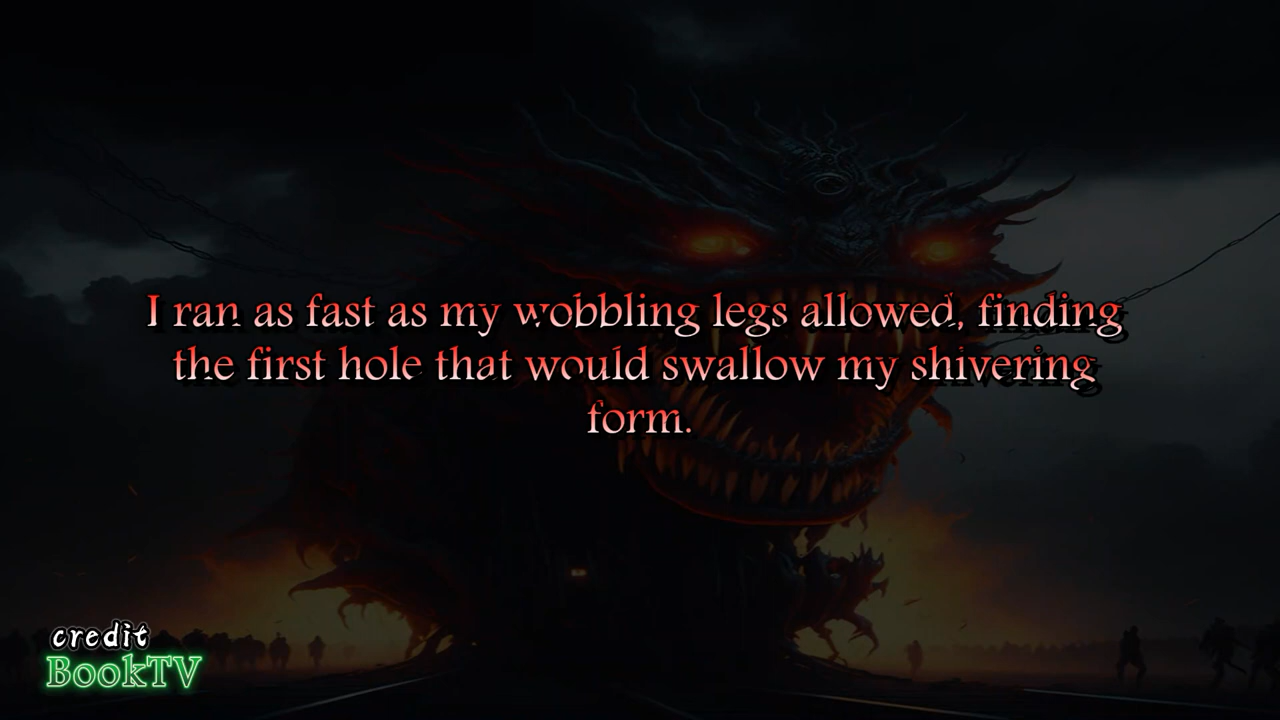 I ran as fast as my wobbling legs allowed, finding
the first hole that would swallow my shivering
form.
credit
BookTV